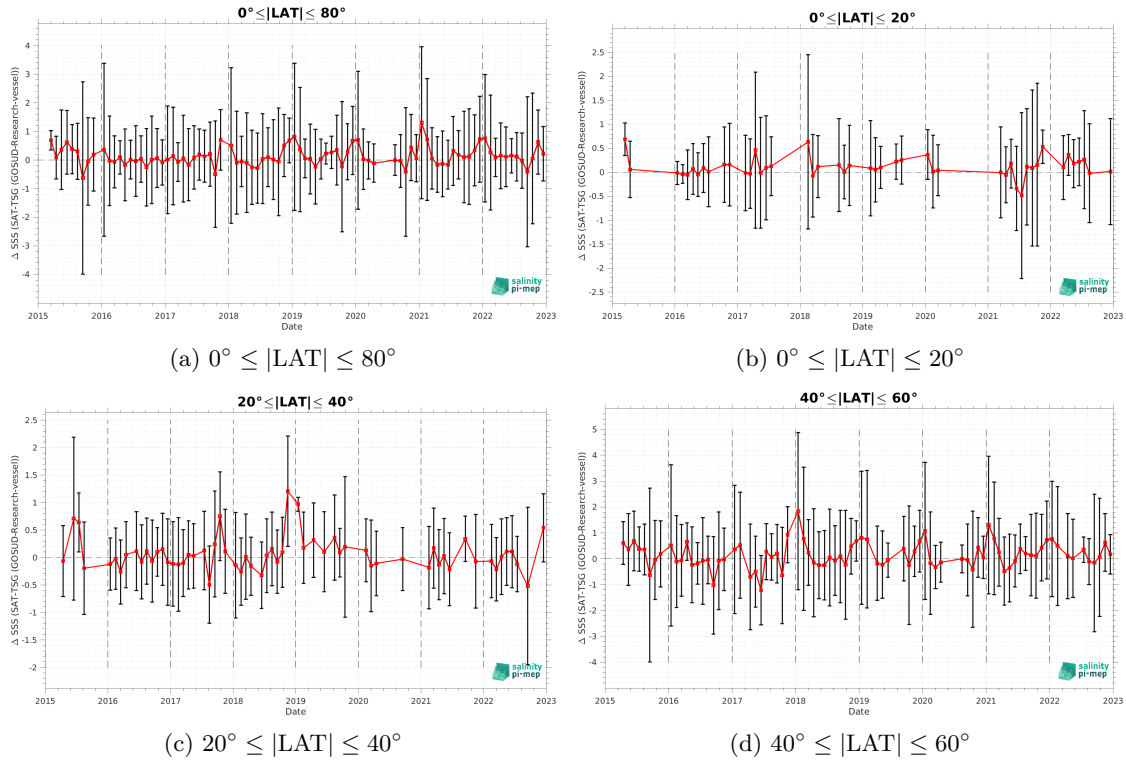 0°≤|LAT|≤ 80°
Δ SSS (SAT-TSG (GOSUD-Research-vessel))
4
3
2
1
0
-1
-2
-3
-4
2015 2016 2017 2018 2019 2020 2021 2022 2023
Date
salinity
pi-mep
(a) 0° ≤ |LAT| ≤ 80°
0°≤|LAT|≤ 20°
Δ SSS (SAT-TSG (GOSUD-Research-vessel))
2.5
2
1.5
1
0.5
0
-0.5
-1
-1.5
-2
-2.5
2015 2016 2017 2018 2019 2020 2021 2022 2023
Date
salinity
pi-mep
(b) 0° ≤ |LAT| ≤ 20°
20°≤|LAT|≤ 40°
Δ SSS (SAT-TSG (GOSUD-Research-vessel))
2.5
2
1.5
1
0.5
0
-0.5
-1
-1.5
-2
2015 2016 2017 2018 2019 2020 2021 2022 2023
Date
salinity
pi-mep
(c) 20° ≤ |LAT| ≤ 40°
40°≤|LAT|≤ 60°
Δ SSS (SAT-TSG (GOSUD-Research-vessel))
5
4
3
2
1
0
-1
-2
-3
-4
2015 2016 2017 2018 2019 2020 2021 2022 2023
Date
salinity
pi-mep
(d) 40° ≤ |LAT| ≤ 60°